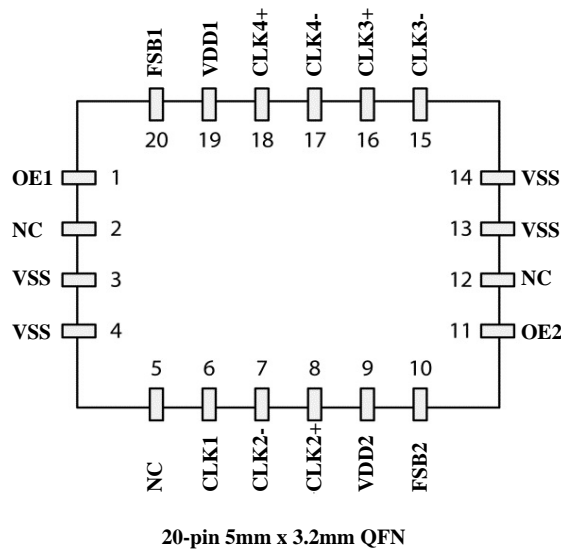 FSB1
VDD1
CLK4+
CLK4-
CLK3+
CLK3-
20 19 18 17 16 15
OE1 1
14 VSS
NC 2
13 VSS
VSS 3
12 NC
VSS 4
11 OE2
5 6 7 8 9 10
NC
CLK1
CLK2-
CLK2+
VDD2
FSB2
20-pin 5mm x 3.2mm QFN